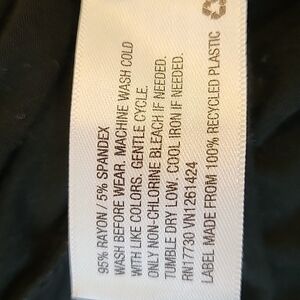 95% RAYON / 5% SPANDEX
WASH BEFORE WEAR. MACHINE WASH COLD
WITH LIKE COLORS. GENTLE CYCLE.
ONLY NON-CHLORINE BLEACH IF NEEDED.
TUMBLE DRY LOW. COOL IRON IF NEEDED.
RN17730 VN1261424
LABEL MADE FROM 100% RECYCLED PLASTIC